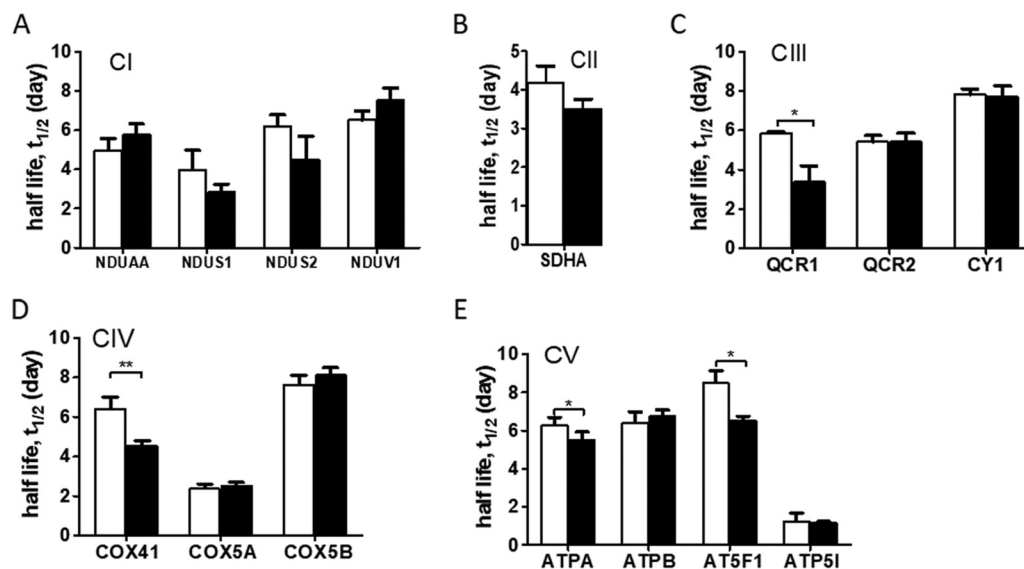 A
CI
half life, t1/2 (day)
10
8
6
4
2
0
NDUAA NDUS1 NDUS2 NDUV1
B
CII
half life, t1/2 (day)
5
4
3
2
1
0
SDHA
C
CIII
half life, t1/2 (day)
10
8
6
4
2
0
*
QCR1 QCR2 CY1
D
CIV
half life, t1/2 (day)
10
8
6
4
2
0
**
COX41 COX5A COX5B
E
CV
half life, t1/2 (day)
10
8
6
4
2
0
*
*
ATPA ATPB AT5F1 ATP5I